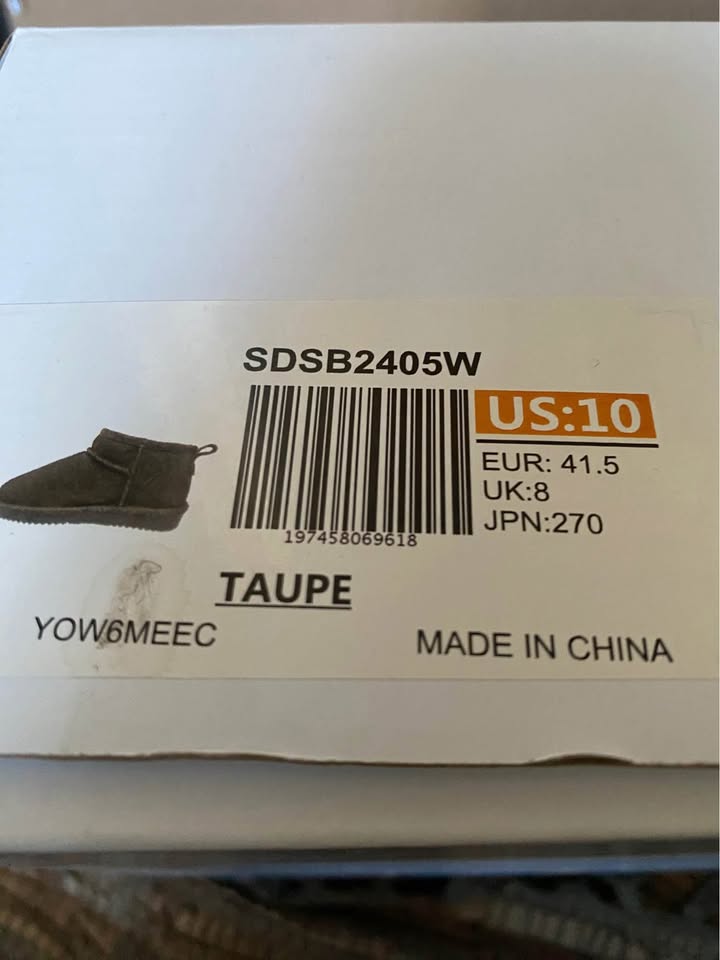 SDSB2405W
US:10
EUR: 41.5
UK:8
JPN:270
197458069618
TAUPE
YOW6MEEC
MADE IN CHINA